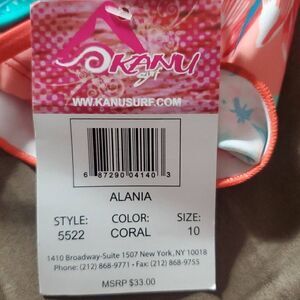 KANU
surf
WWW.KANUSURF.COM
6 87290 04140 3
ALANIA
STYLE: COLOR: SIZE:
5522 CORAL 10
1410 Broadway-Suite 1507 New York, NY 10018
Phone: (212) 868-9771 • Fax: (212) 868-9755
MSRP $33.00